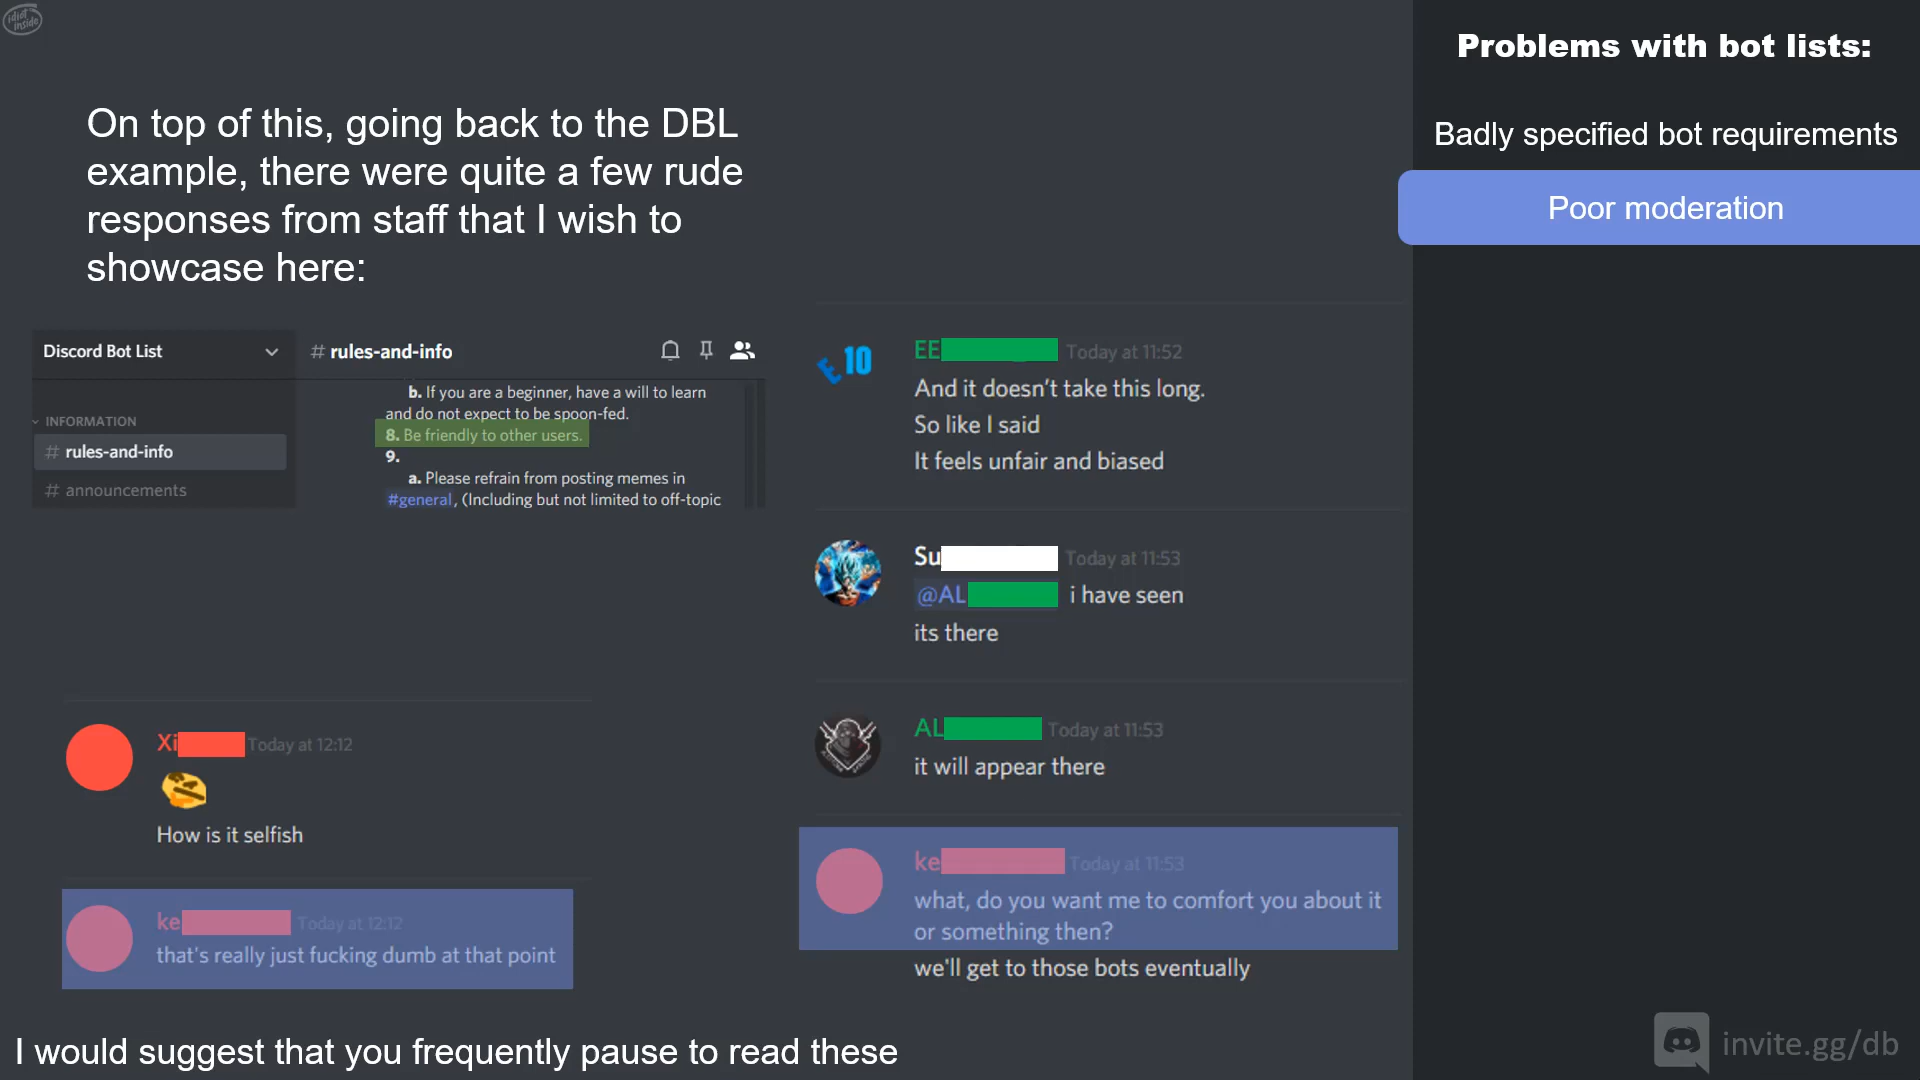 idiot
inside
On top of this, going back to the DBL
example, there were quite a few rude
responses from staff that I wish to
showcase here:
Discord Bot List
# rules-and-info
b. If you are a beginner, have a will to learn
and do not expect to be spoon-fed.
8. Be friendly to other users.
9.
a. Please refrain from posting memes in
#general, (Including but not limited to off-topic
INFORMATION
# rules-and-info
# announcements
Xi Today at 12:12
How is it selfish
ke Today at 12:12
that's really just fucking dumb at that point
E 10
EE Today at 11:52
And it doesn't take this long.
So like I said
It feels unfair and biased
Su Today at 11:53
@AL i have seen
its there
AL Today at 11:53
it will appear there
ke Today at 11:53
what, do you want me to comfort you about it
or something then?
we'll get to those bots eventually
I would suggest that you frequently pause to read these
Problems with bot lists:
Badly specified bot requirements
Poor moderation
invite.gg/db